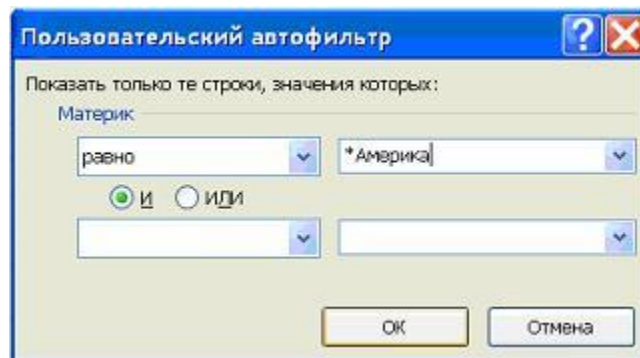 Пользовательский автофильтр
Показать только те строки, значения которых:
Материк
равно *Америка
И ИЛИ
ОК Отмена